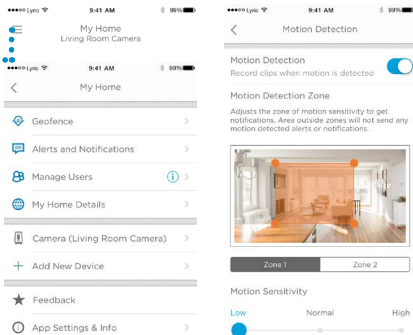 Lyric 9:41 AM 99%
My Home
Living Room Camera
Lyric 9:41 AM 99%
My Home
Geofence
Alerts and Notifications
Manage Users
My Home Details
Camera (Living Room Camera)
Add New Device
Feedback
App Settings & Info
Lyric 9:41 AM 99%
Motion Detection
Motion Detection
Record clips when motion is detected
Motion Detection Zone
Adjusts the zone of motion sensitivity to get
notifications. Area outside zones will not send any
motion detected alerts or notifications.
Zone 1 Zone 2
Motion Sensitivity
Low Normal High